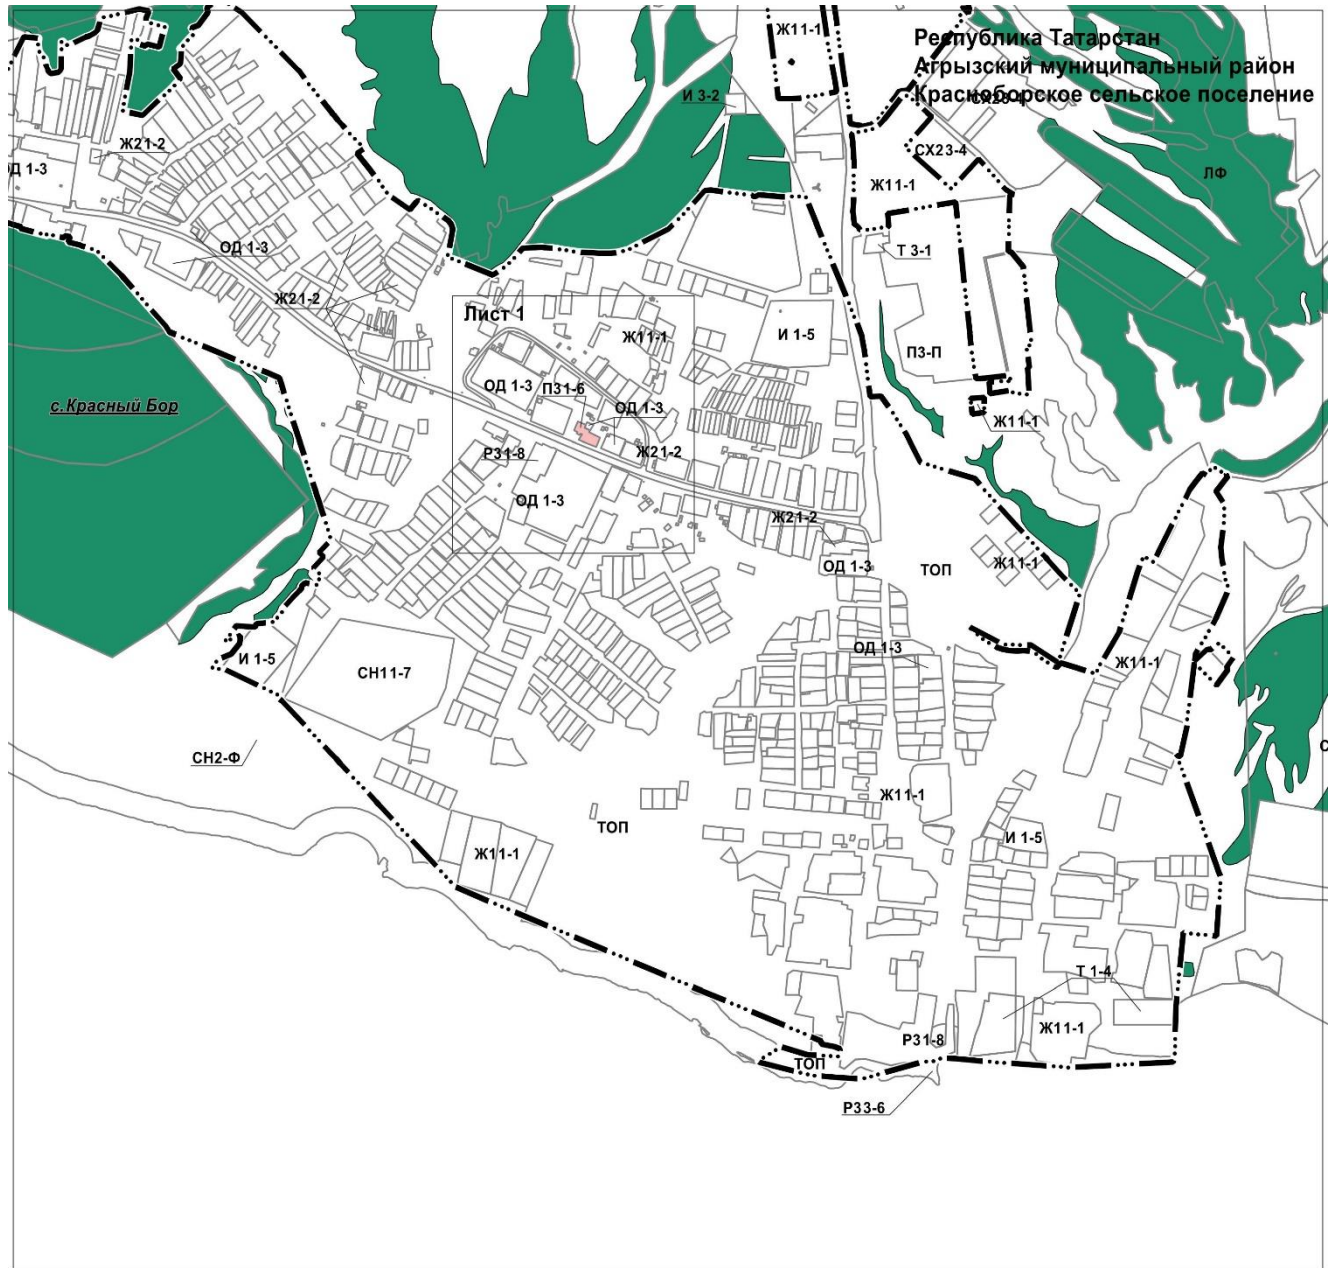 Республика Татарстан
Агрызский муниципальный район
Красноборское сельское поселение
Ж11-1
И 3-2
СХ23-4
Ж21-2
ОД 1-3
СХ23-4
ЛФ
Ж11-1
ОД 1-3
Т 3-1
Ж21-2
Лист 1
Ж11-1
И 1-5
П3-П
ОД 1-3
П31-6
с.Красный Бор
ОД 1-3
Ж11-1
Р31-8
Ж21-2
ОД 1-3
Ж21-2
ОД 1-3
ТОП
Ж11-1
ОД 1-3
И 1-5
СН11-7
Ж11-1
СН2-Ф
Ж11-1
ТОП
И 1-5
Ж11-1
Т 1-4
Ж11-1
Р31-8
ТОП
Р33-6